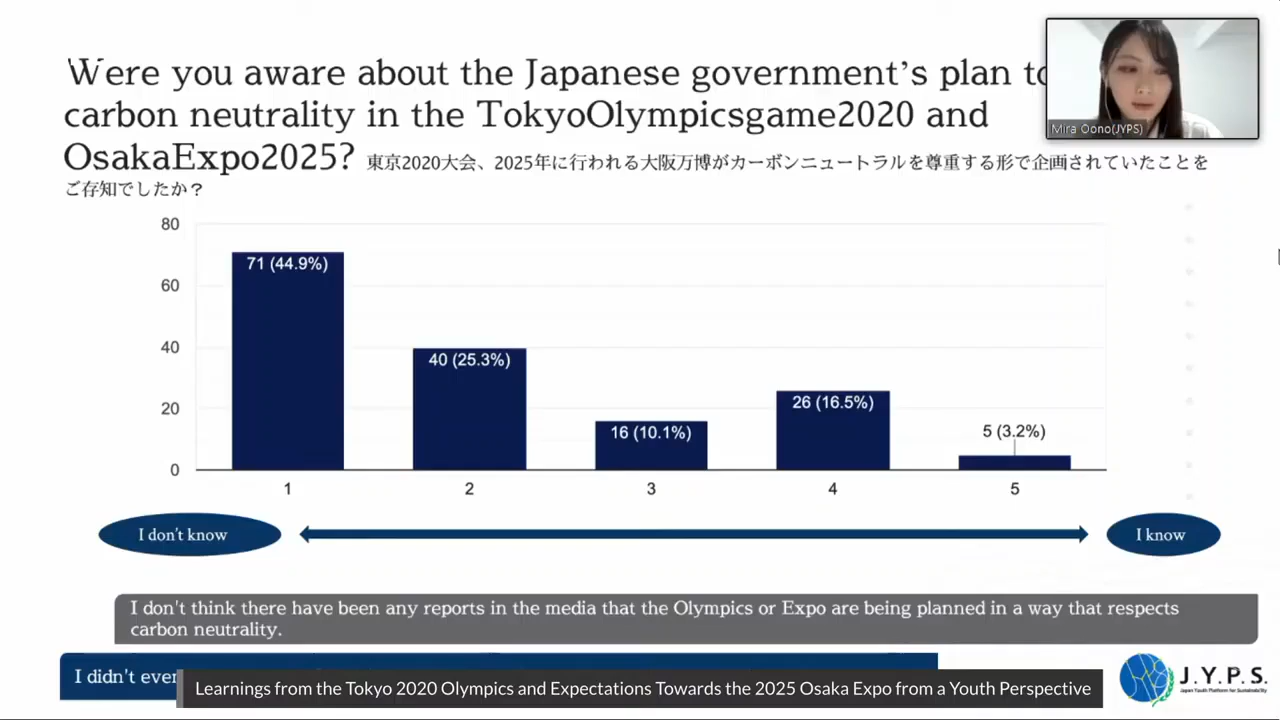 Were you aware about the Japanese government's plan to
carbon neutrality in the TokyoOlympicsgame2020 and
OsakaExpo2025? 東京2020大会、2025年に行われる大阪万博がカーボンニュートラルを尊重する形で企画されていたことを
ご存知でしたか？
Mira Oono(JYPS)
80
60
40
20
0
71 (44.9%)
40 (25.3%)
16 (10.1%)
26 (16.5%)
5 (3.2%)
1 2 3 4 5
I don't know
I know
I don't think there have been any reports in the media that the Olympics or Expo are being planned in a way that respects
carbon neutrality.
I didn't even
Learnings from the Tokyo 2020 Olympics and Expectations Towards the 2025 Osaka Expo from a Youth Perspective
J.Y.P.S.
Japan Youth Platform for Sustainability